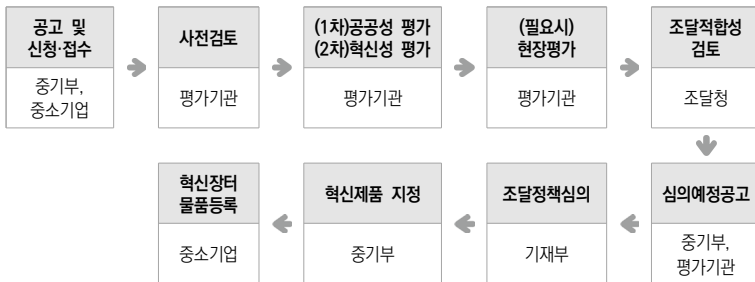 공고 및
신청·접수
중기부,
중소기업
사전검토
평가기관
(1차)공공성 평가
(2차)혁신성 평가
평가기관
(필요시)
현장평가
평가기관
조달적합성
검토
조달청
심의예정공고
중기부,
평가기관
조달정책심의
기재부
혁신제품 지정
중기부
혁신장터
물품등록
중소기업